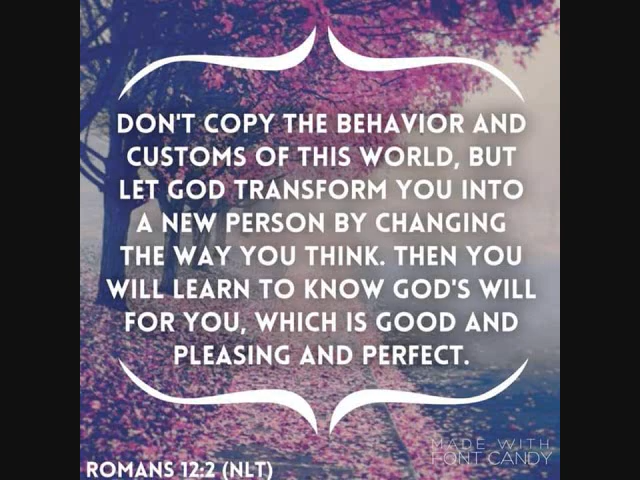 DON'T COPY THE BEHAVIOR AND
CUSTOMS OF THIS WORLD, BUT
LET GOD TRANSFORM YOU INTO
A NEW PERSON BY CHANGING
THE WAY YOU THINK. THEN YOU
WILL LEARN TO KNOW GOD'S WILL
FOR YOU, WHICH IS GOOD AND
PLEASING AND PERFECT.
MADE WITH
FONT CANDY
ROMANS 12:2 (NLT)